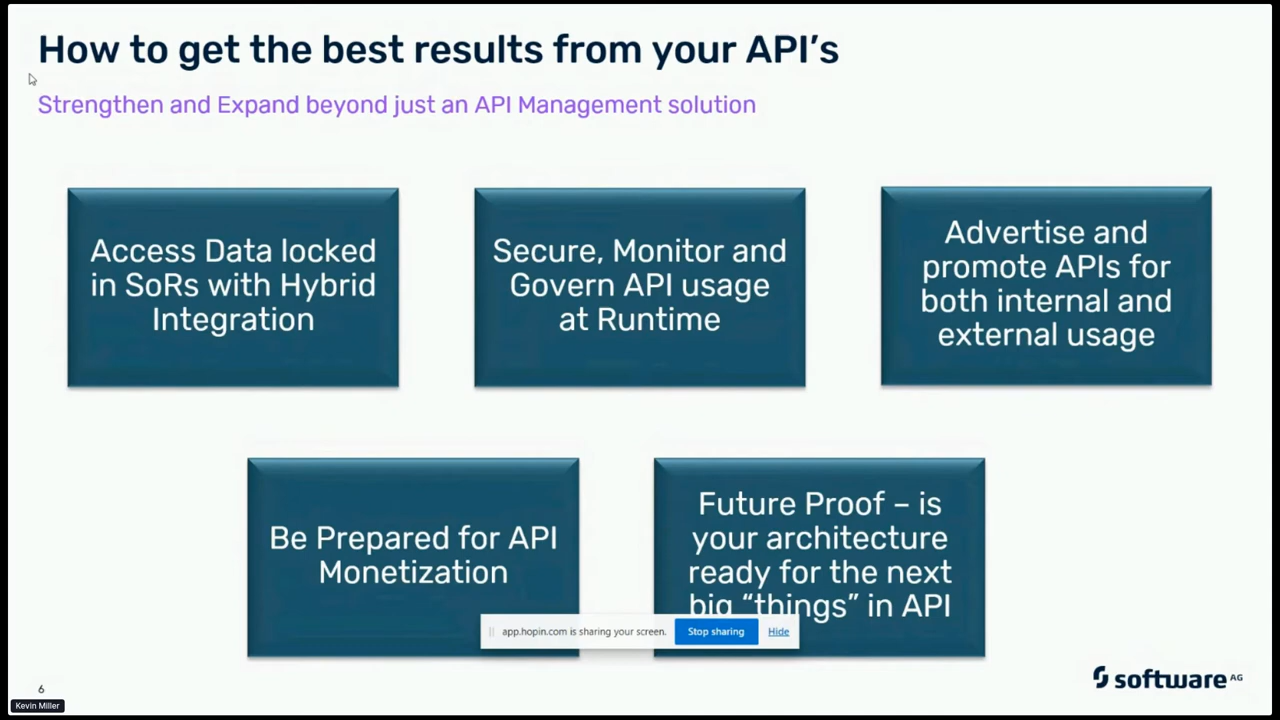 How to get the best results from your API’s
Strengthen and Expand beyond just an API Management solution
Access Data locked
in SoRs with Hybrid
Integration
Secure, Monitor and
Govern API usage
at Runtime
Advertise and
promote APIs for
both internal and
external usage
Be Prepared for API
Monetization
Future Proof – is
your architecture
ready for the next
big “things” in API
app.hopin.com is sharing your screen.
Stop sharing
Hide
6
Kevin Miller
software AG